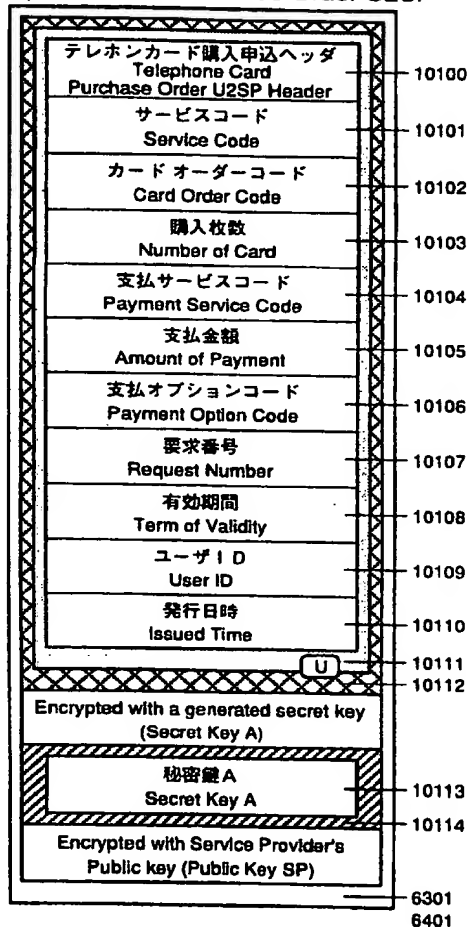 テレホンカード購入申込ヘッダ
Telephone Card
Purchase Order U2SP Header
10100
サービスコード
Service Code
10101
カード オーダーコード
Card Order Code
10102
購入枚数
Number of Card
10103
支払サービスコード
Payment Service Code
10104
支払金額
Amount of Payment
10105
支払オプションコード
Payment Option Code
10106
要求番号
Request Number
10107
有効期間
Term of Validity
10108
ユーザID
User ID
10109
発行日時
Issued Time
10110
U
10111
10112
Encrypted with a generated secret key
(Secret Key A)
秘密鍵A
Secret Key A
10113
10114
Encrypted with Service Provider's
Public key (Public Key SP)
6301
6401